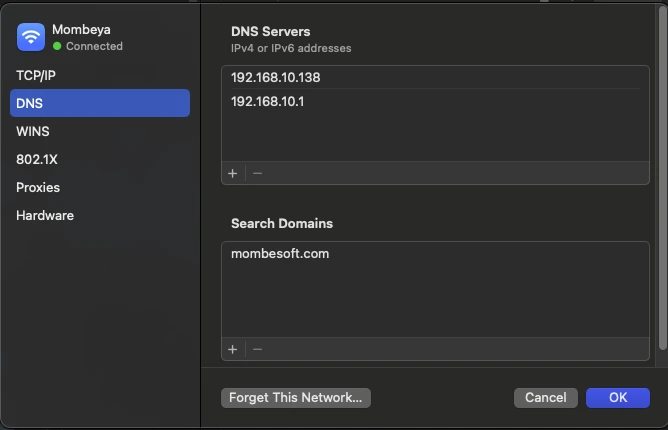 Mombeya
Connected
TCP/IP
DNS
WINS
802.1X
Proxies
Hardware
DNS Servers
IPv4 or IPv6 addresses
192.168.10.138
192.168.10.1
+ −
Search Domains
mombesoft.com
+ −
Forget This Network...
Cancel
OK